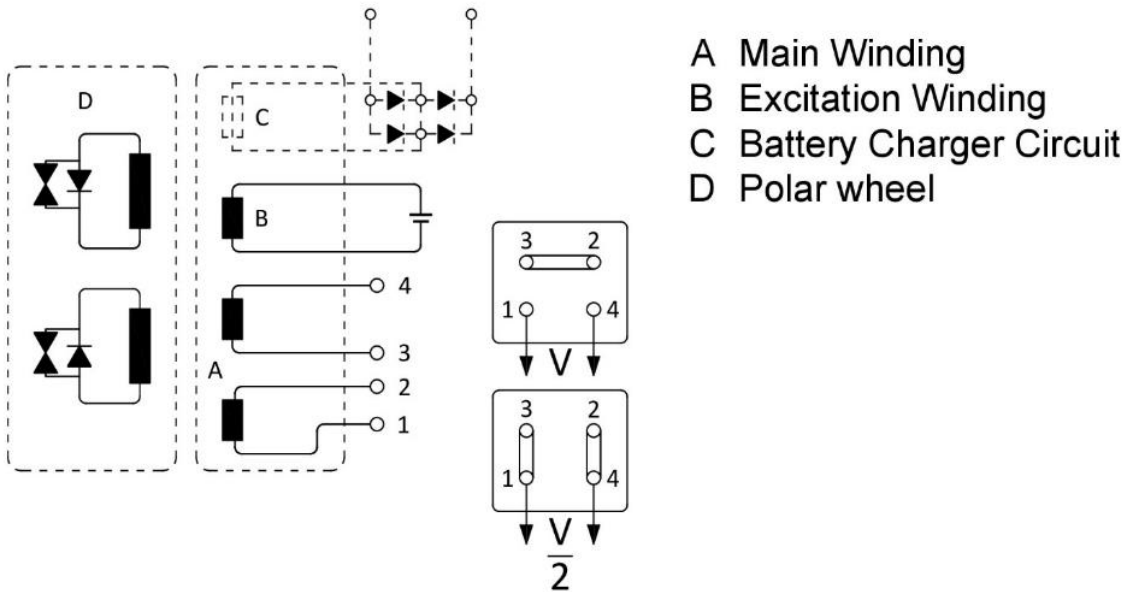 D
C
B
4
3
A
2
1
3 2
1 4
V
3 2
1 4
V
2
A Main Winding
B Excitation Winding
C Battery Charger Circuit
D Polar wheel